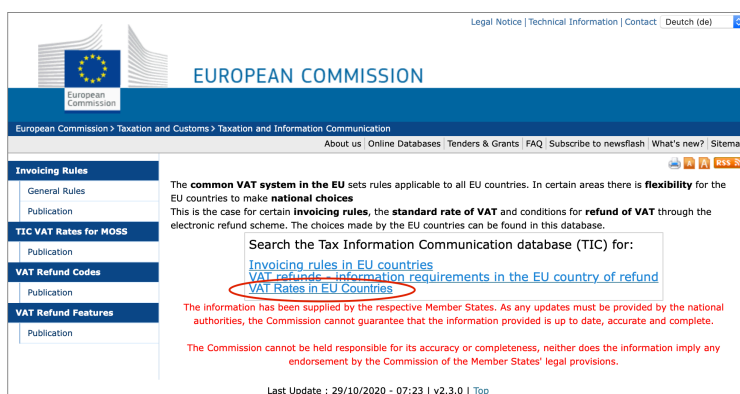 Legal Notice | Technical Information | Contact Deutch (de)
European
Commission
EUROPEAN COMMISSION
European Commission > Taxation and Customs > Taxation and Information Communication
About us Online Databases Tenders & Grants FAQ Subscribe to newsflash What's new? Sitema
A A RSS
Invoicing Rules
General Rules
Publication
TIC VAT Rates for MOSS
Publication
VAT Refund Codes
Publication
VAT Refund Features
Publication
The common VAT system in the EU sets rules applicable to all EU countries. In certain areas there is flexibility for the
EU countries to make national choices
This is the case for certain invoicing rules, the standard rate of VAT and conditions for refund of VAT through the
electronic refund scheme. The choices made by the EU countries can be found in this database.
Search the Tax Information Communication database (TIC) for:
Invoicing rules in EU countries
VAT refunds - information requirements in the EU country of refund
VAT Rates in EU Countries
The information has been supplied by the respective Member States. As any updates must be provided by the national
authorities, the Commission cannot guarantee that the information provided is up to date, accurate and complete.
The Commission cannot be held responsible for its accuracy or completeness, neither does the information imply any
endorsement by the Commission of the Member States' legal provisions.
Last Update : 29/10/2020 - 07:23 | v2.3.0 | Top